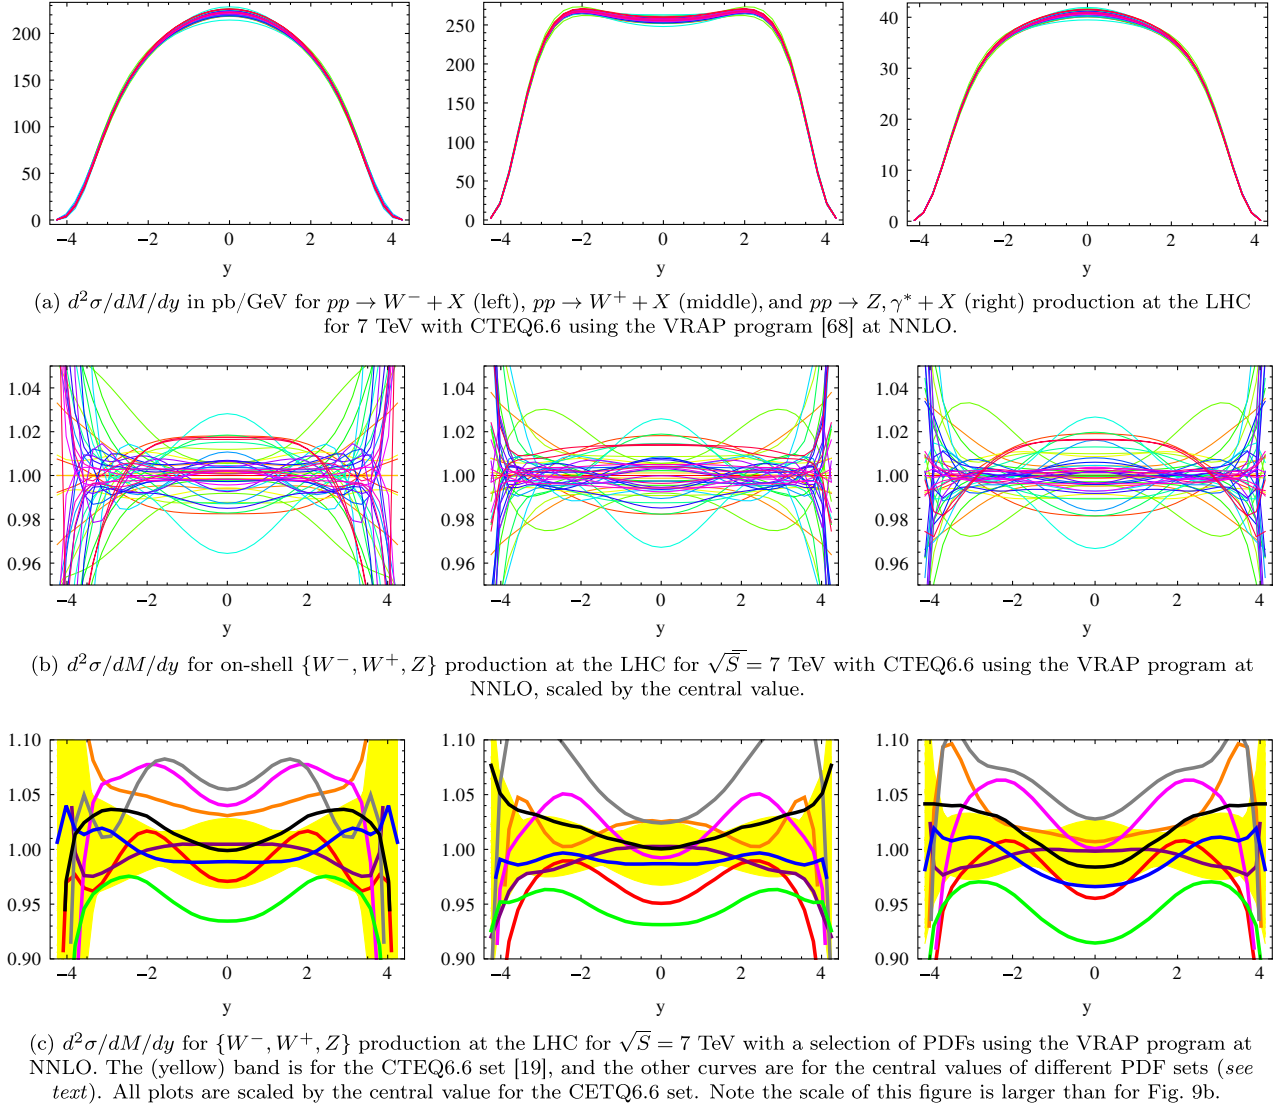 200
150
100
50
0
−4 −2 0 2 4
y
250
200
150
100
50
0
−4 −2 0 2 4
y
40
30
20
10
0
−4 −2 0 2 4
y
(a) d²σ/dM/dy in pb/GeV for pp → W⁻ + X (left), pp → W⁺ + X (middle), and pp → Z, γ* + X (right) production at the LHC
for 7 TeV with CTEQ6.6 using the VRAP program [68] at NNLO.
1.04
1.02
1.00
0.98
0.96
−4 −2 0 2 4
y
1.04
1.02
1.00
0.98
0.96
−4 −2 0 2 4
y
1.04
1.02
1.00
0.98
0.96
−4 −2 0 2 4
y
(b) d²σ/dM/dy for on-shell {W⁻, W⁺, Z} production at the LHC for √S = 7 TeV with CTEQ6.6 using the VRAP program at
NNLO, scaled by the central value.
1.10
1.05
1.00
0.95
0.90
−4 −2 0 2 4
y
1.10
1.05
1.00
0.95
0.90
−4 −2 0 2 4
y
1.10
1.05
1.00
0.95
0.90
−4 −2 0 2 4
y
(c) d²σ/dM/dy for {W⁻, W⁺, Z} production at the LHC for √S = 7 TeV with a selection of PDFs using the VRAP program at
NNLO. The (yellow) band is for the CTEQ6.6 set [19], and the other curves are for the central values of different PDF sets (see
text). All plots are scaled by the central value for the CETQ6.6 set. Note the scale of this figure is larger than for Fig. 9b.